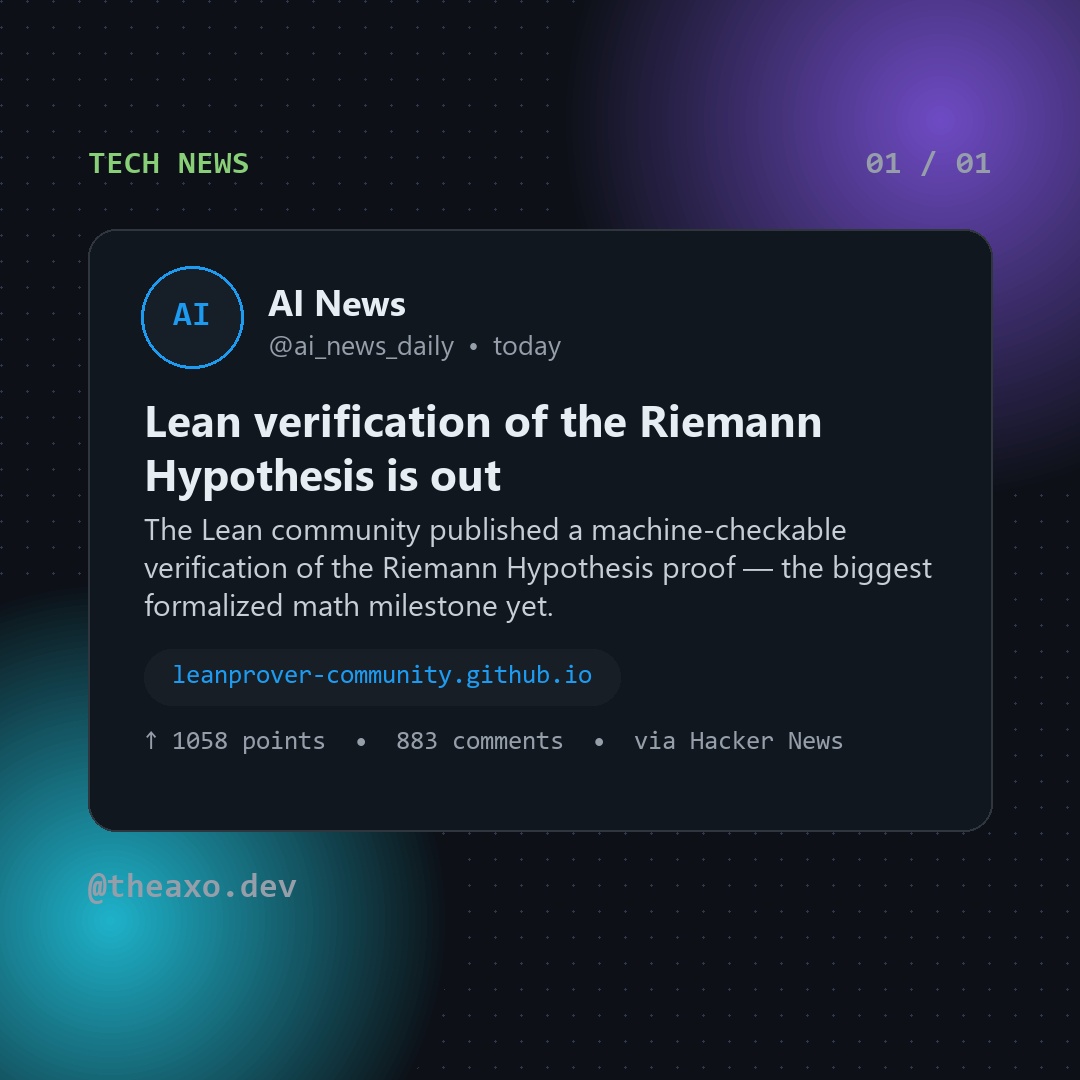 TECH NEWS
01 / 01
AI
AI News
@ai_news_daily • today
Lean verification of the Riemann
Hypothesis is out
The Lean community published a machine-checkable
verification of the Riemann Hypothesis proof — the biggest
formalized math milestone yet.
leanprover-community.github.io
↑ 1058 points • 883 comments • via Hacker News
@theaxo.dev